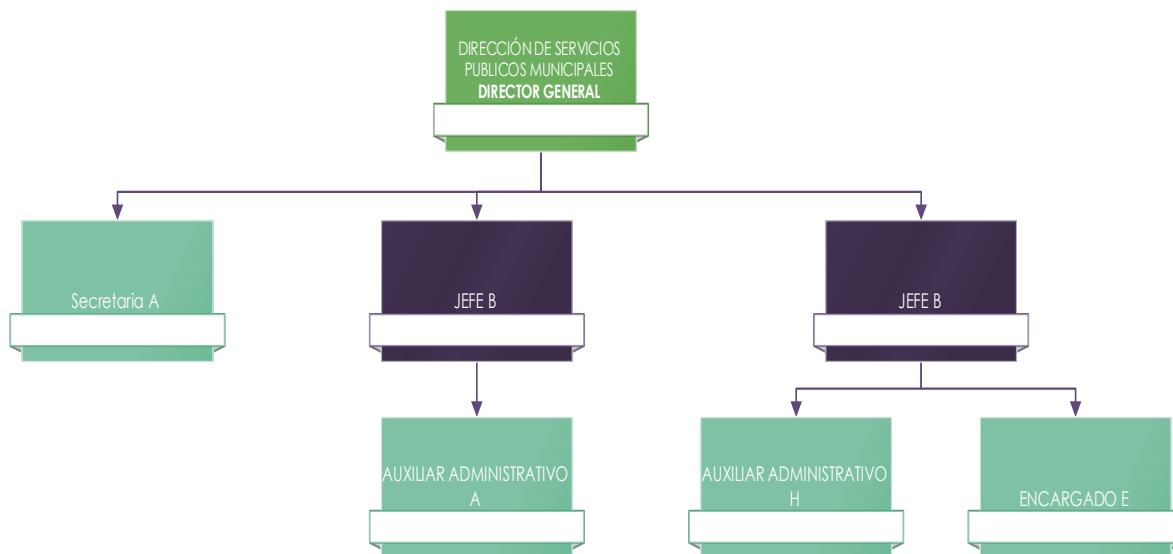 DIRECCIÓN DE SERVICIOS
PUBLICOS MUNICIPALES
DIRECTOR GENERAL
Secretaria A
JEFE B
JEFE B
AUXILIAR ADMINISTRATIVO
A
AUXILIAR ADMINISTRATIVO
H
ENCARGADO E